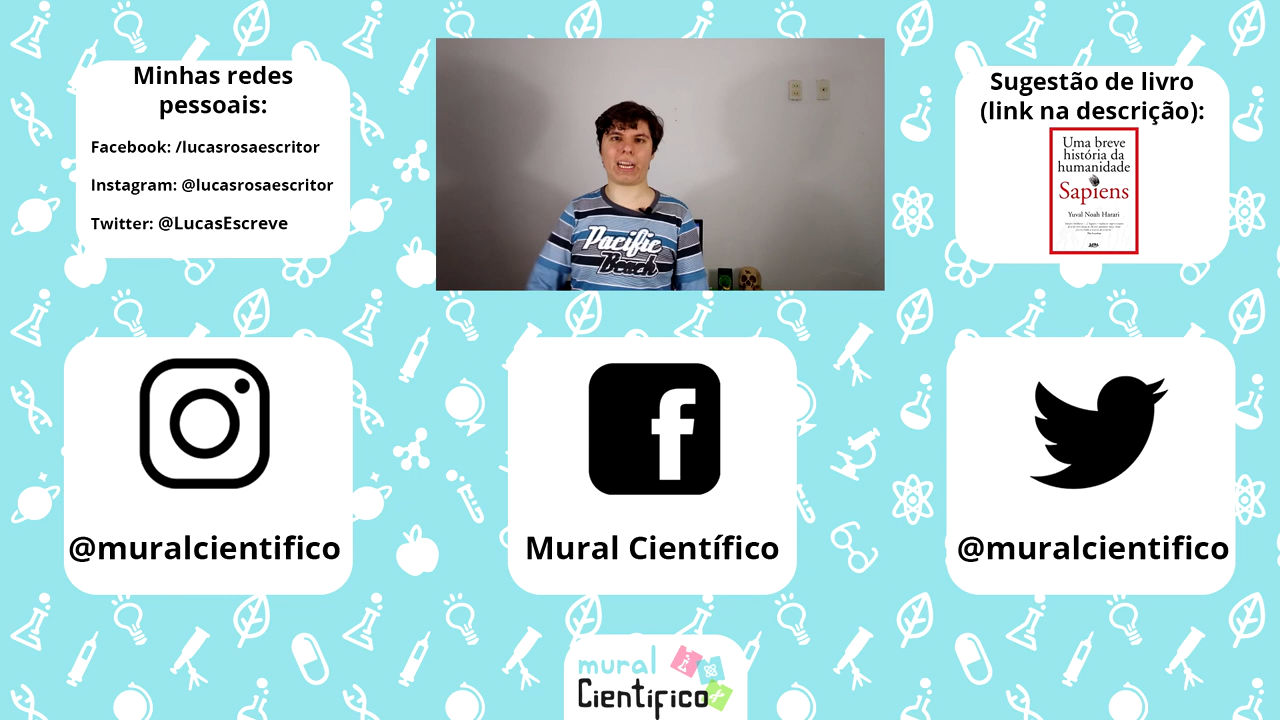 Minhas redes
pessoais:
Facebook: /lucasrosaescritor
Instagram: @lucasrosaescritor
Twitter: @LucasEscreve
Pacific
Beach
Sugestão de livro
(link na descrição):
Uma breve
história da
humanidade
Sapiens
Yuval Noah Harari
@muralcientifico
Mural Científico
@muralcientifico
mural
Científico